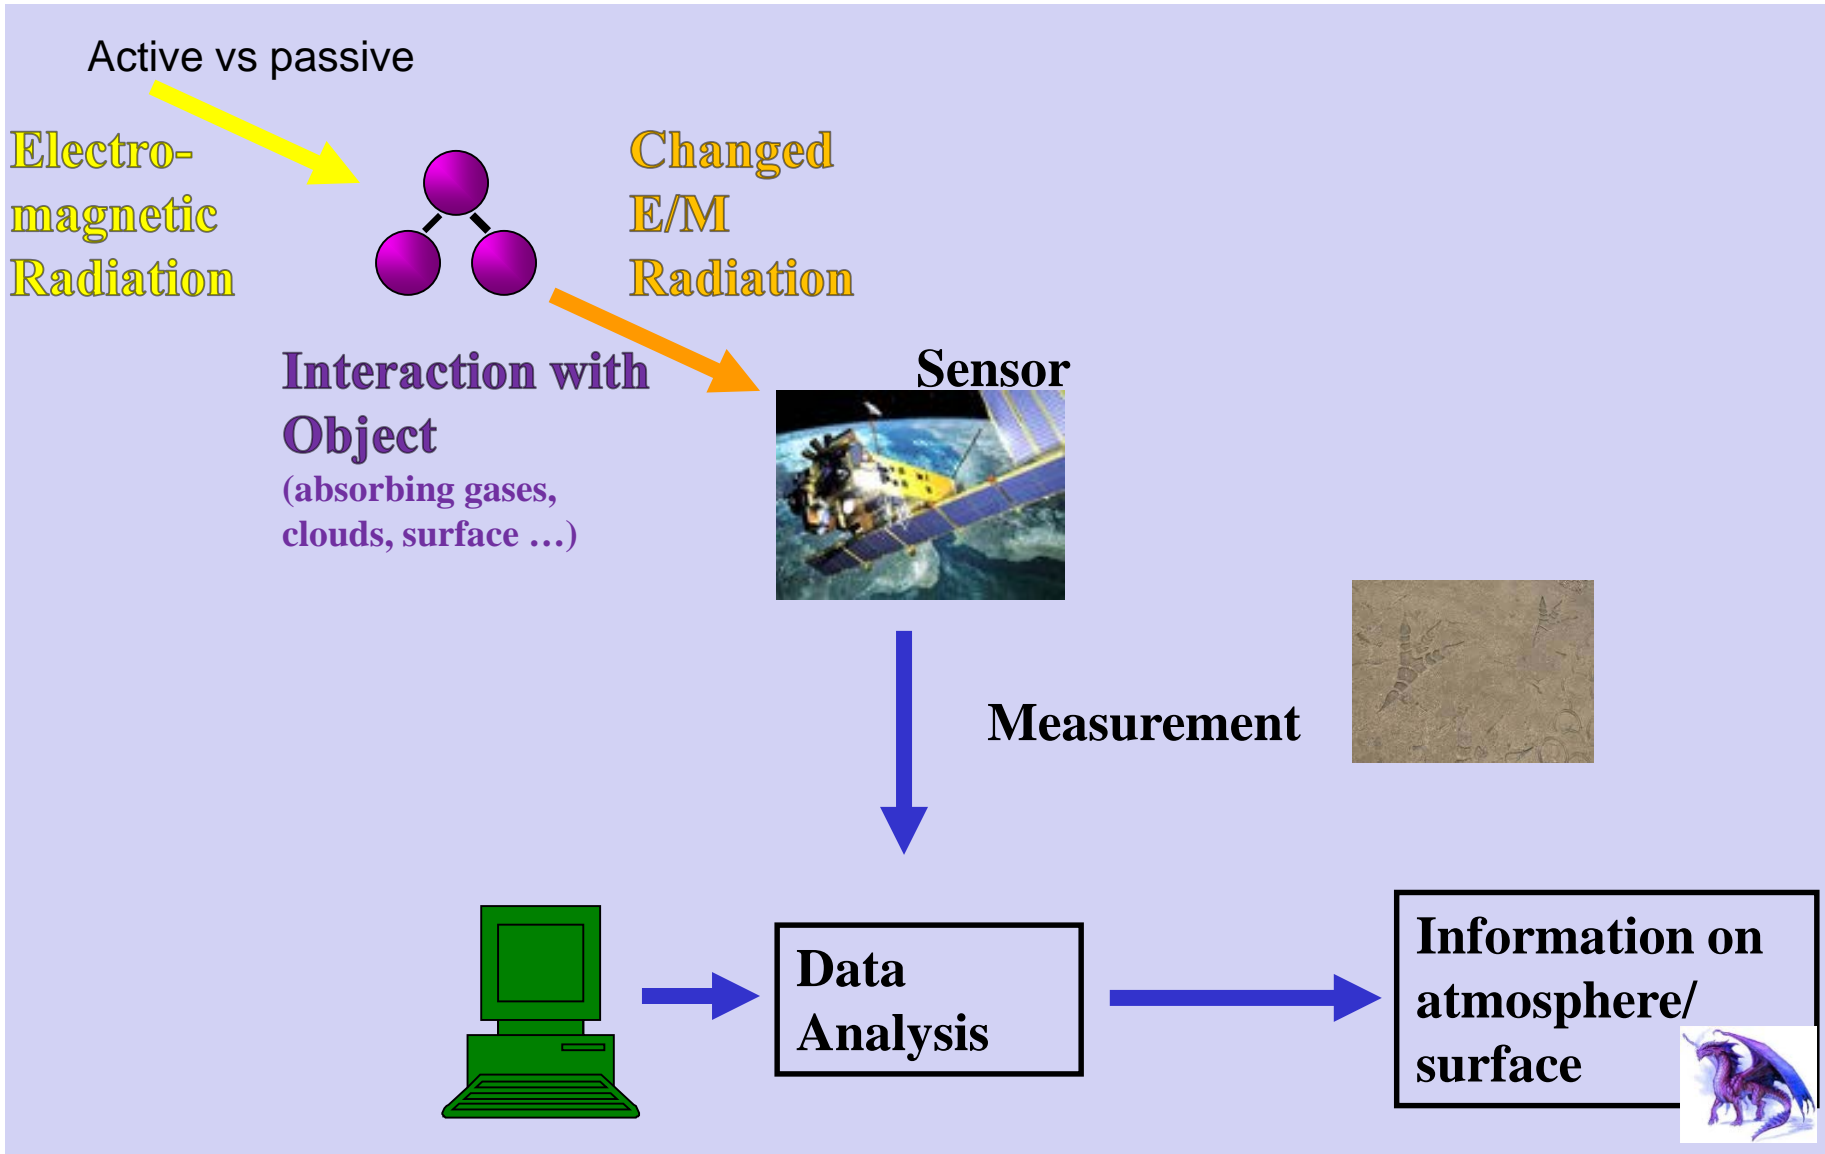 Active vs passive
Electro-
magnetic
Radiation
Changed
E/M
Radiation
Interaction with
Object
(absorbing gases,
clouds, surface …)
Sensor
Measurement
Data
Analysis
Information on
atmosphere/
surface